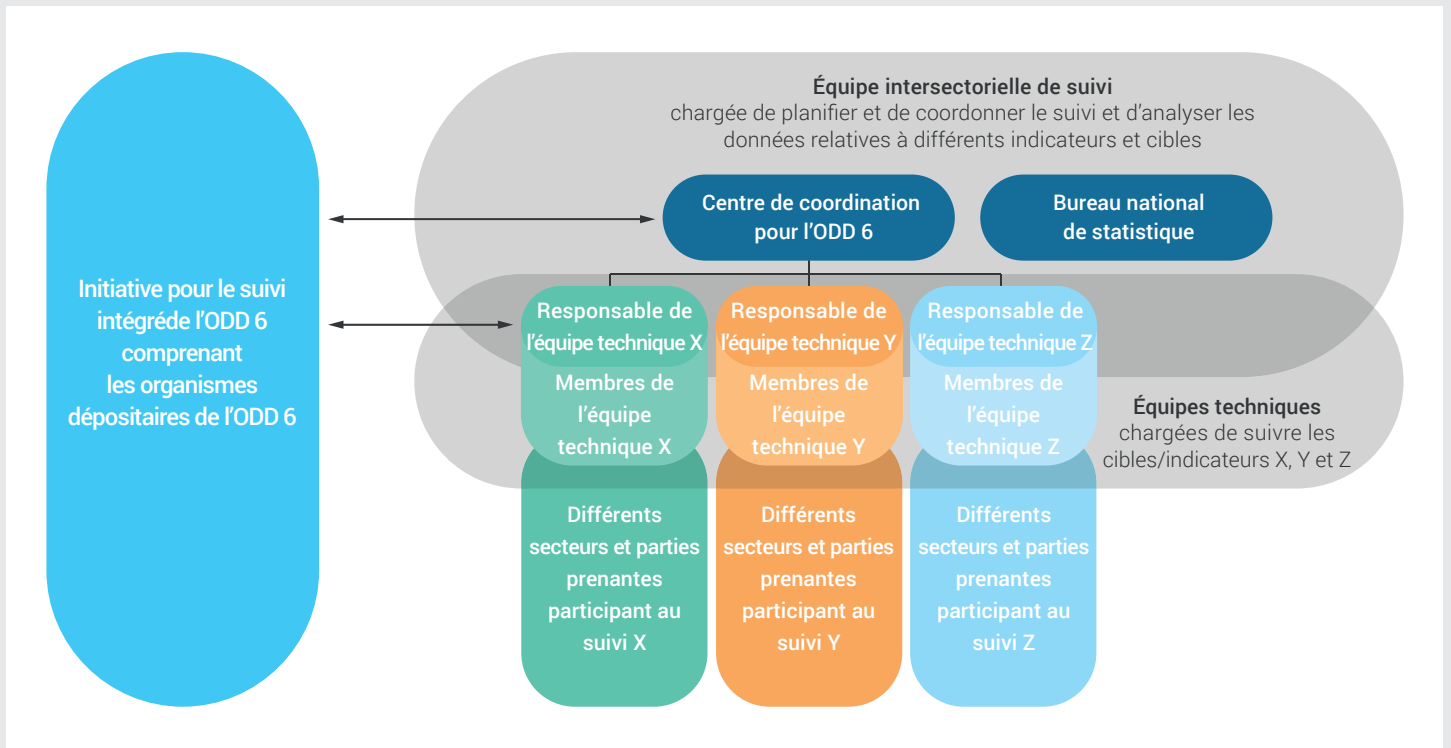 Équipe intersectorielle de suivi
chargée de planifier et de coordonner le suivi et d'analyser les
données relatives à différents indicateurs et cibles
Centre de coordination
pour l'ODD 6
Bureau national
de statistique
Initiative pour le suivi
intégréde l'ODD 6
comprenant
les organismes
dépositaires de l'ODD 6
Responsable de
l'équipe technique X
Membres de
l'équipe
technique X
Différents
secteurs et parties
prenantes
participant au
suivi X
Responsable de
l'équipe technique Y
Membres de
l'équipe
technique Y
Différents
secteurs et parties
prenantes
participant au
suivi Y
Responsable de
l'équipe technique Z
Membres de
l'équipe
technique Z
Différents
secteurs et parties
prenantes
participant au
suivi Z
Équipes techniques
chargées de suivre les
cibles/indicateurs X, Y et Z